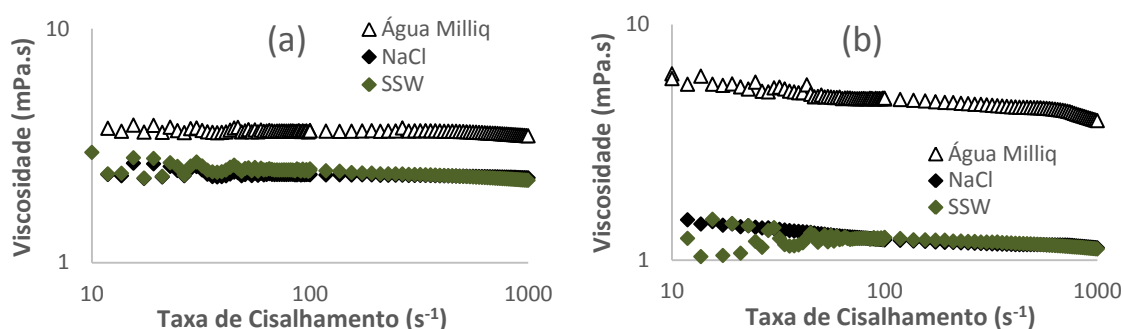 (a)
Viscosidade (mPa.s)
10
1
Água Milliq
NaCl
SSW
10 100 1000
Taxa de Cisalhamento (s⁻¹)
(b)
Viscosidade (mPa.s)
10
1
Água Milliq
NaCl
SSW
10 100 1000
Taxa de Cisalhamento (s⁻¹)